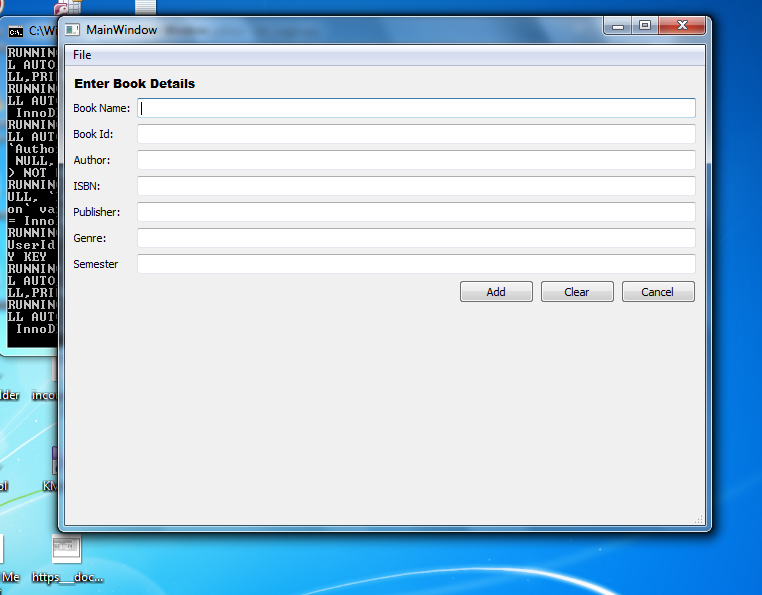 C:\Wi
MainWindow
File
Enter Book Details
Book Name:
Book Id:
Author:
ISBN:
Publisher:
Genre:
Semester
Add Clear Cancel
RUNNIN
L AUTO
LL,PRI
RUNNIN
LL AUT
InnoD
RUNNIN
LL AUT
`Autho
NULL,
) NOT
RUNNIN
ULL, `
on` va
= Inno
RUNNIN
UserId
Y KEY
RUNNIN
L AUTO
LL,PRI
RUNNIN
LL AUT
InnoD
lder inco
ol KM
Me https__doc...